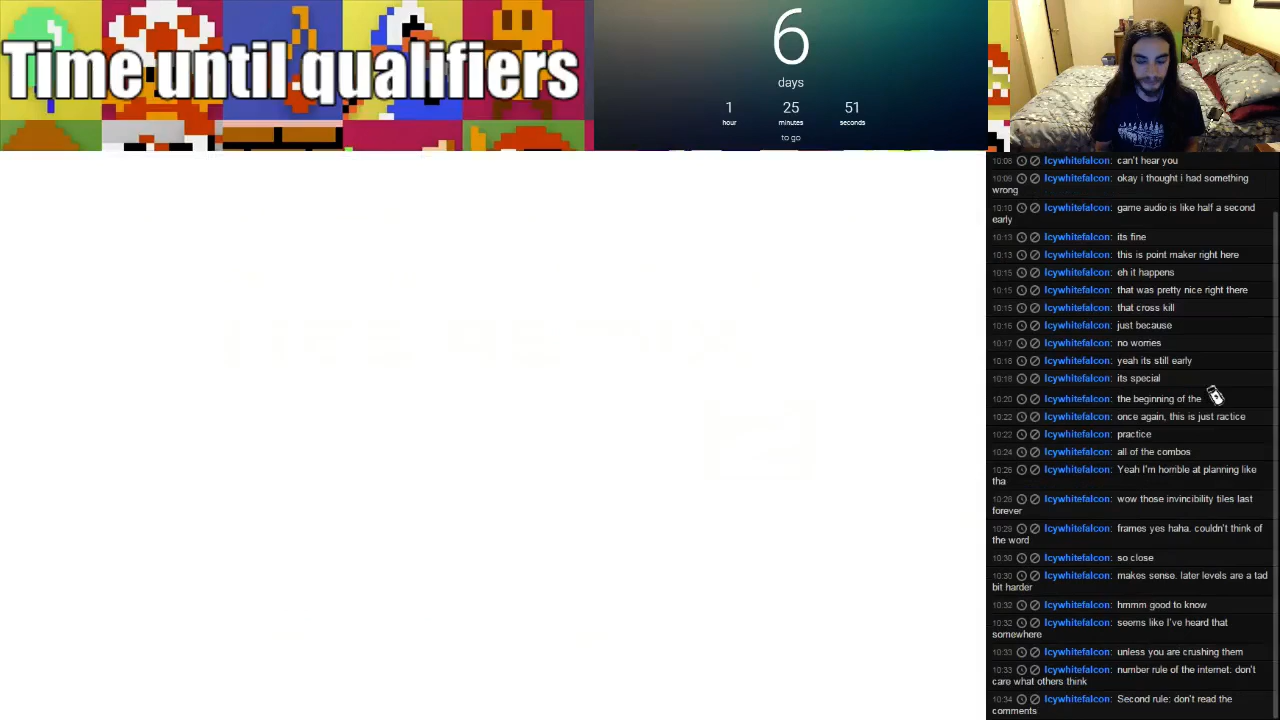 Time until qualifiers
6
days
1 25 51
hour minutes seconds
to go
10:08 Icywhitefalcon: can't hear you
10:09 Icywhitefalcon: okay i thought i had something
wrong
10:10 Icywhitefalcon: game audio is like half a second
early
10:13 Icywhitefalcon: its fine
10:13 Icywhitefalcon: this is point maker right here
10:15 Icywhitefalcon: eh it happens
10:15 Icywhitefalcon: that was pretty nice right there
10:15 Icywhitefalcon: that cross kill
10:16 Icywhitefalcon: just because
10:17 Icywhitefalcon: no worries
10:18 Icywhitefalcon: yeah its still early
10:18 Icywhitefalcon: its special
10:20 Icywhitefalcon: the beginning of the
10:22 Icywhitefalcon: once again, this is just ractice
10:22 Icywhitefalcon: practice
10:24 Icywhitefalcon: all of the combos
10:26 Icywhitefalcon: Yeah I'm horrible at planning like
tha
10:28 Icywhitefalcon: wow those invincibility tiles last
forever
10:29 Icywhitefalcon: frames yes haha. couldn't think of
the word
10:30 Icywhitefalcon: so close
10:30 Icywhitefalcon: makes sense. later levels are a tad
bit harder
10:32 Icywhitefalcon: hmmm good to know
10:32 Icywhitefalcon: seems like I've heard that
somewhere
10:33 Icywhitefalcon: unless you are crushing them
10:33 Icywhitefalcon: number rule of the internet: don't
care what others think
10:34 Icywhitefalcon: Second rule: don't read the
comments